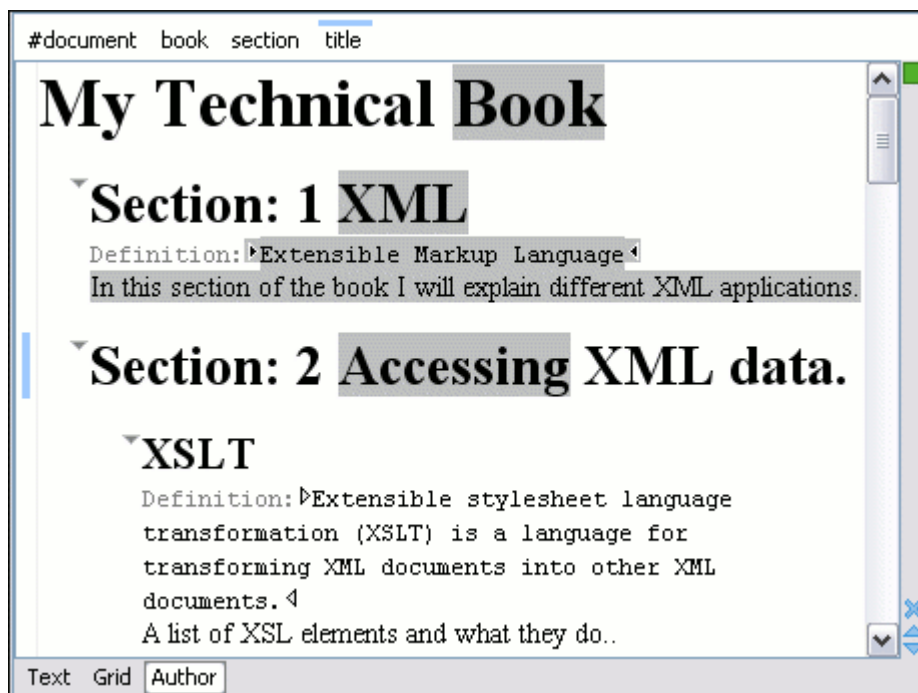 #document book section title
My Technical Book
Section: 1 XML
Definition: Extensible Markup Language
In this section of the book I will explain different XML applications.
Section: 2 Accessing XML data.
XSLT
Definition: Extensible stylesheet language
transformation (XSLT) is a language for
transforming XML documents into other XML
documents.
A list of XSL elements and what they do..
Text Grid Author